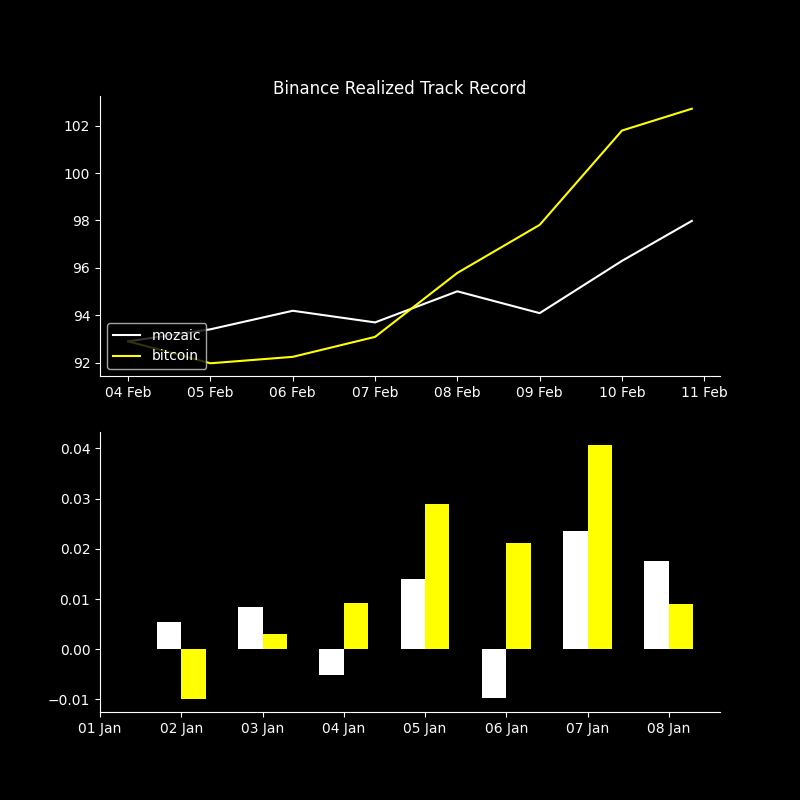 Binance Realized Track Record
102
100
98
96
94
92
mozaic
bitcoin
04 Feb 05 Feb 06 Feb 07 Feb 08 Feb 09 Feb 10 Feb 11 Feb
0.04
0.03
0.02
0.01
0.00
−0.01
01 Jan 02 Jan 03 Jan 04 Jan 05 Jan 06 Jan 07 Jan 08 Jan